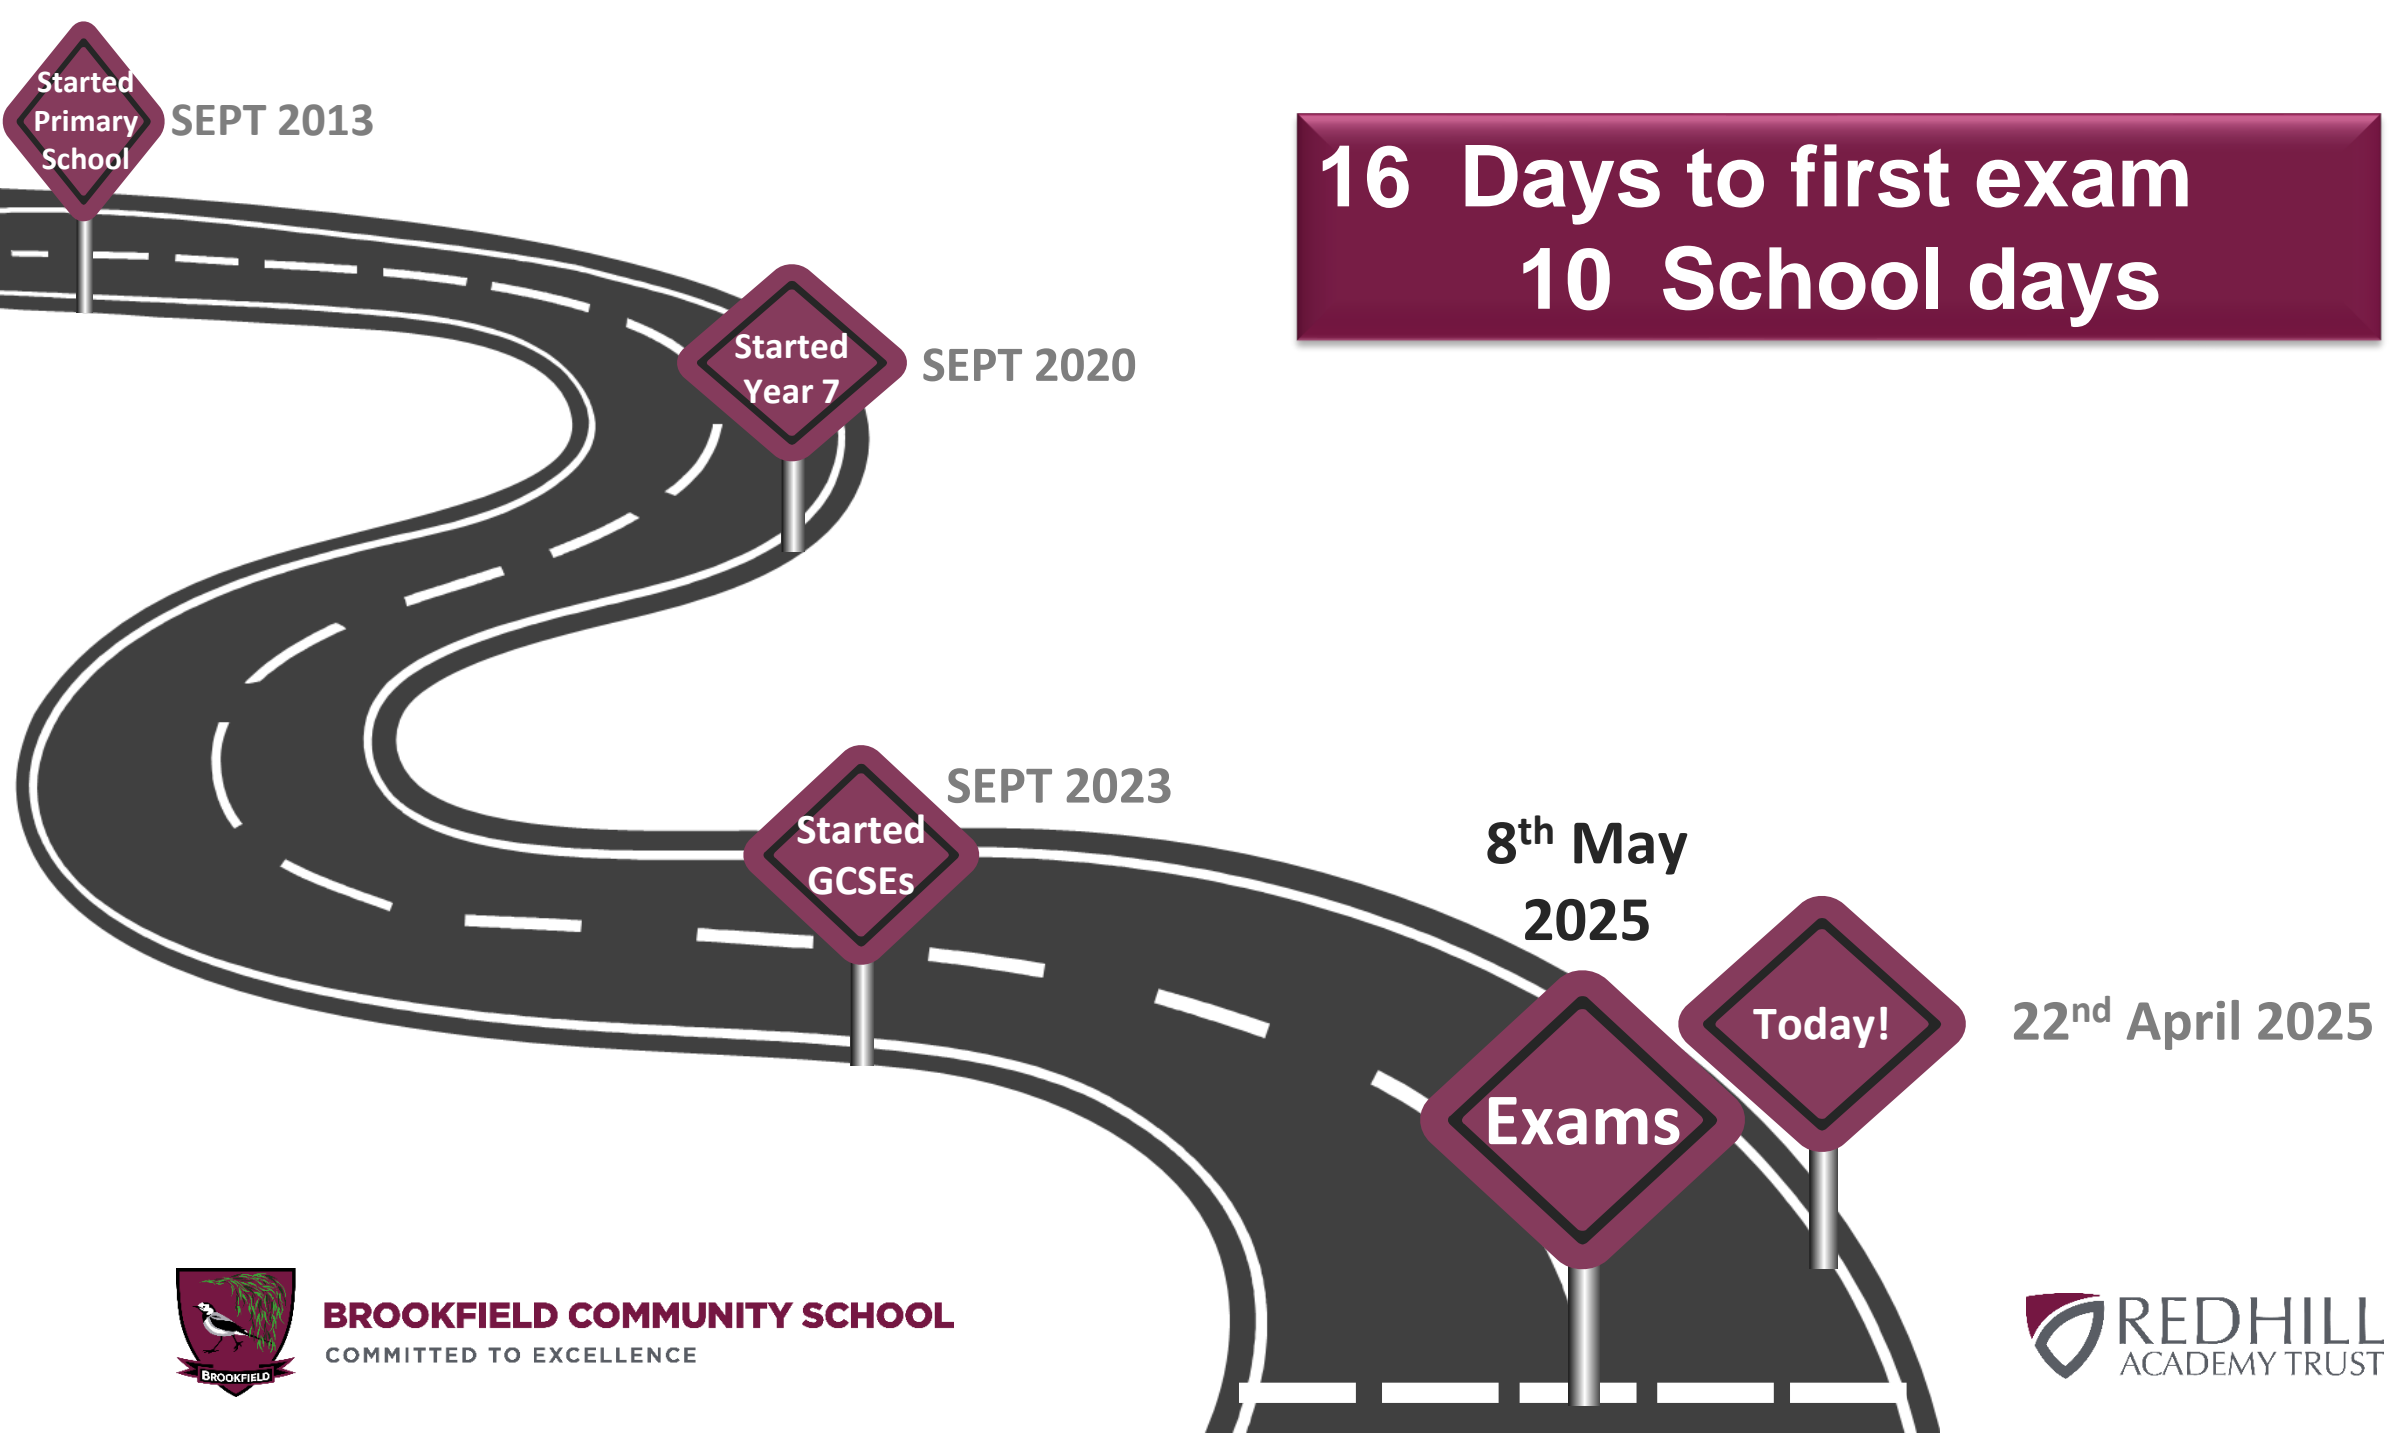 Started
Primary
School
SEPT 2013
16 Days to first exam
10 School days
Started
Year 7
SEPT 2020
SEPT 2023
Started
GCSEs
8th May
2025
Today!
22nd April 2025
Exams
BROOKFIELD
BROOKFIELD COMMUNITY SCHOOL
COMMITTED TO EXCELLENCE
REDHILL
ACADEMY TRUST